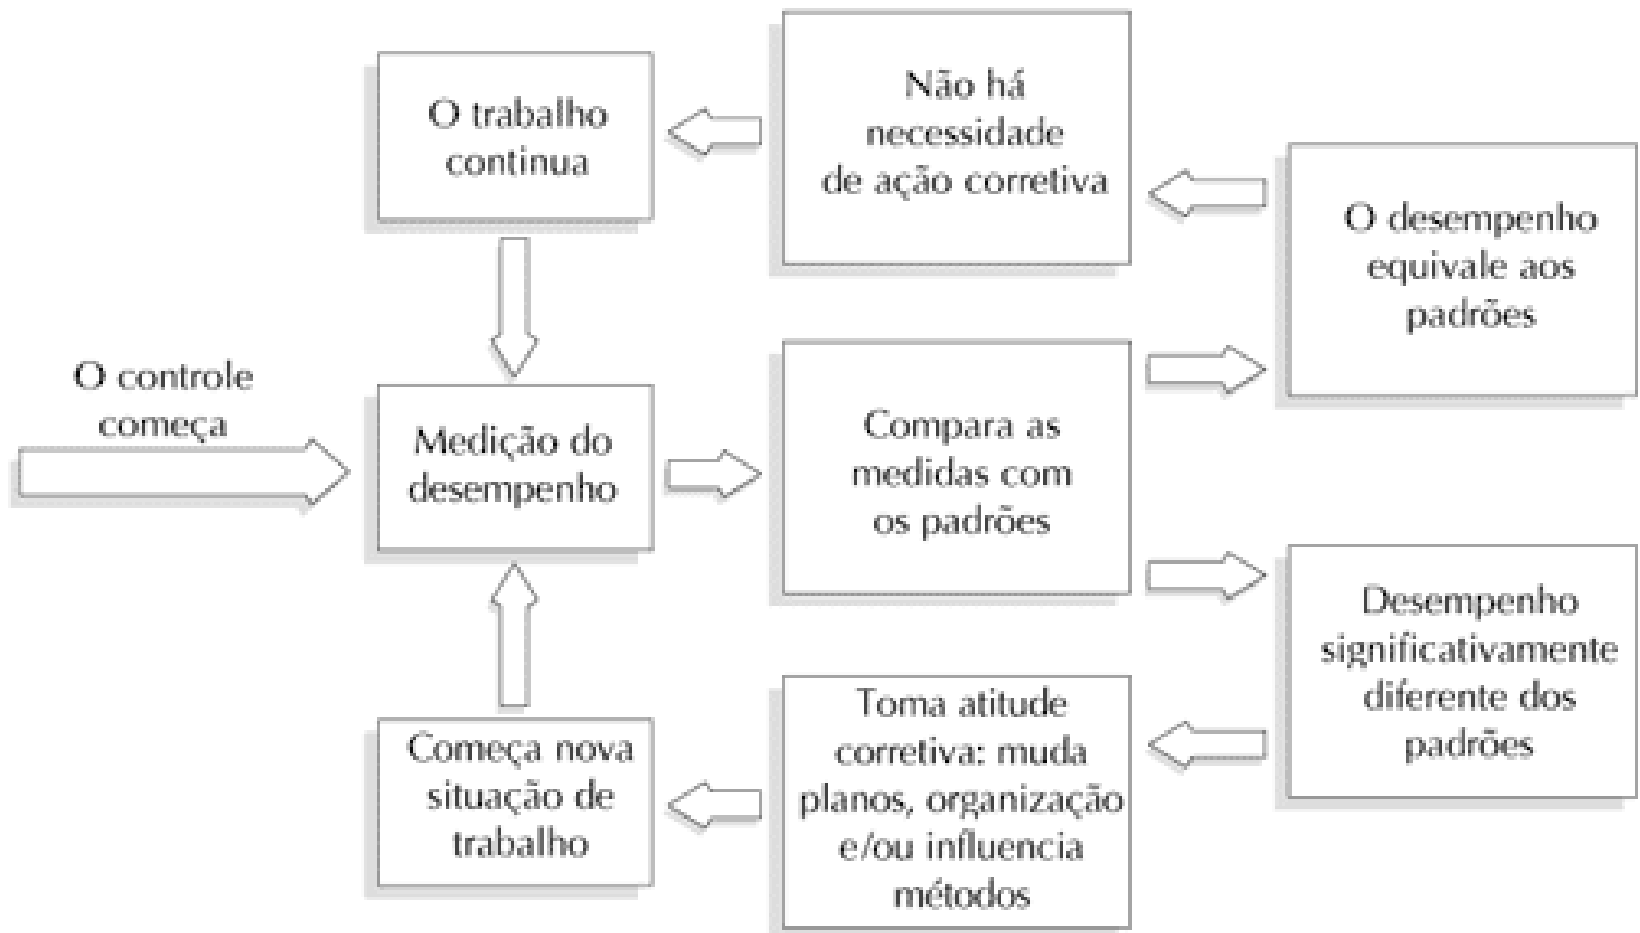 O controle
começa
O trabalho
continua
Medição do
desempenho
Começa nova
situação de
trabalho
Não há
necessidade
de ação corretiva
Compara as
medidas com
os padrões
Toma atitude
corretiva: muda
planos, organização
e/ou influencia
métodos
O desempenho
equivale aos
padrões
Desempenho
significativamente
diferente dos
padrões